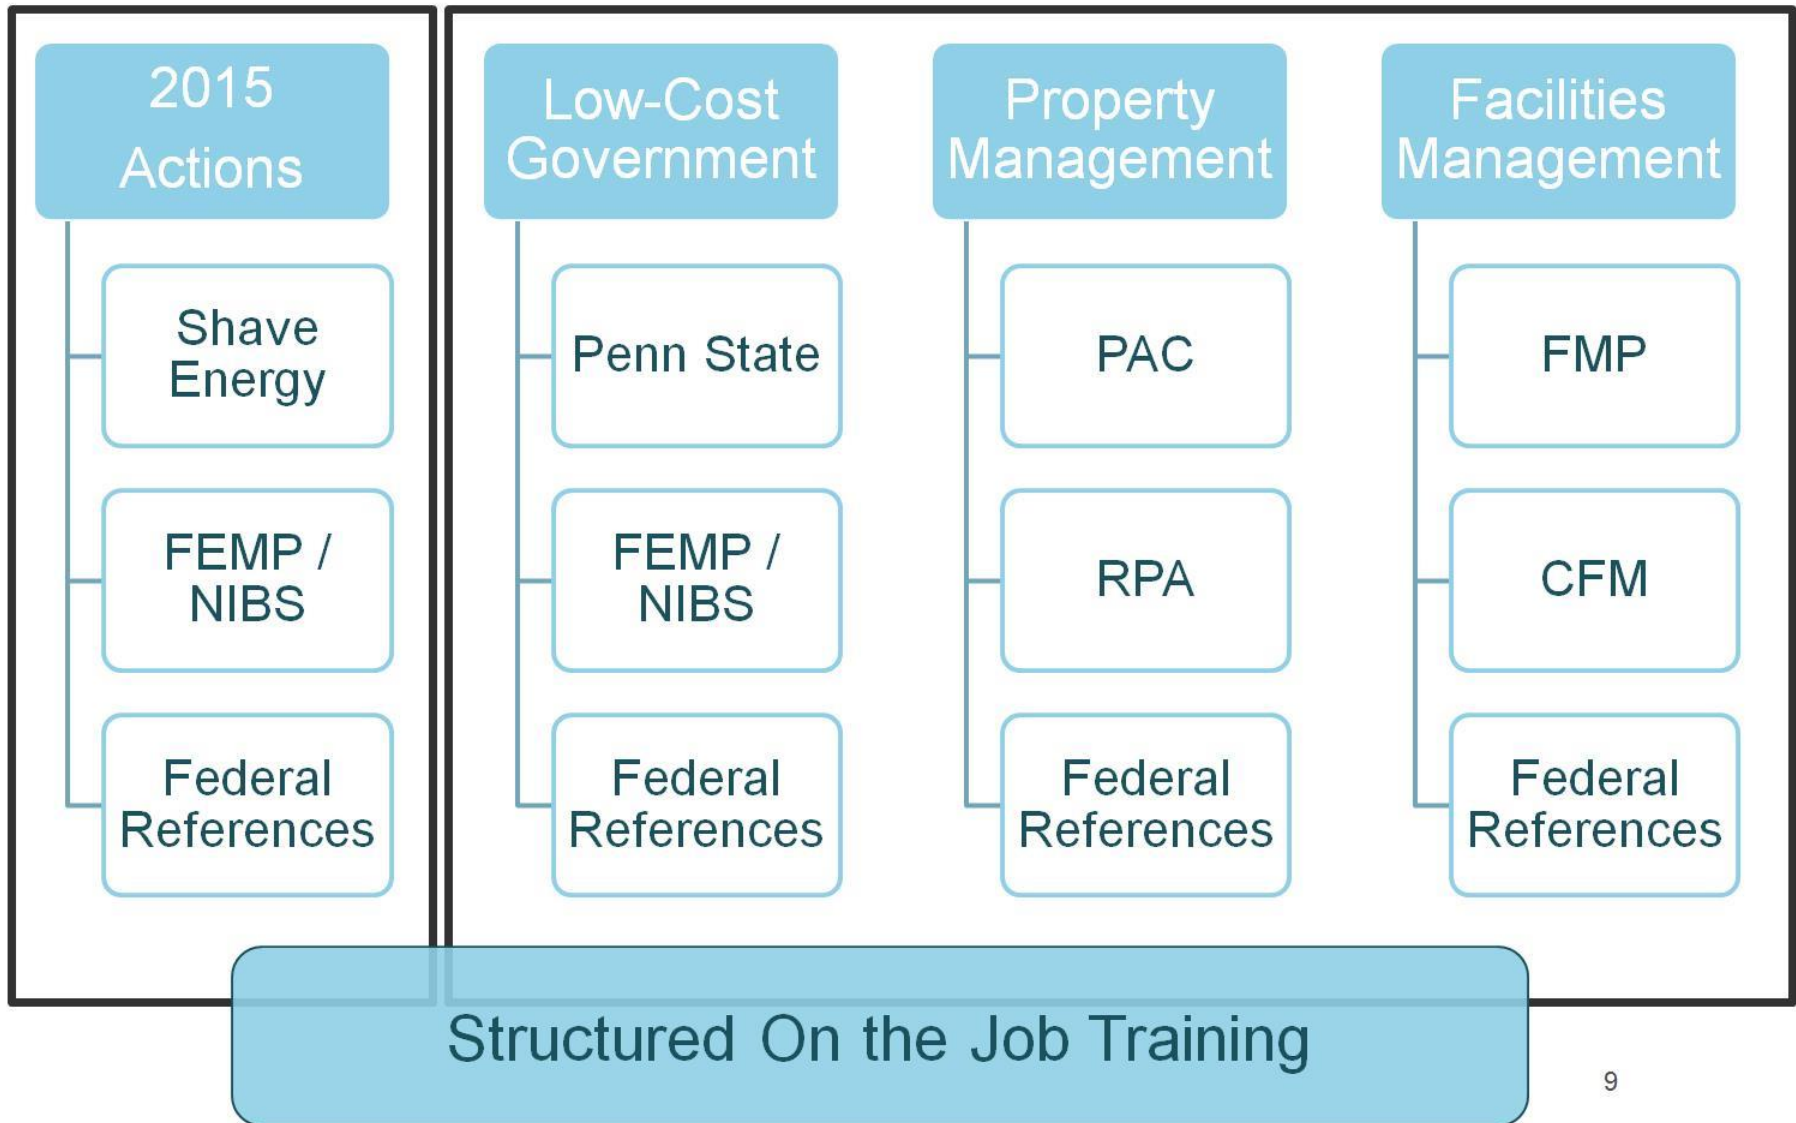 2015
Actions
Shave
Energy
FEMP /
NIBS
Federal
References
Low-Cost
Government
Penn State
FEMP /
NIBS
Federal
References
Property
Management
PAC
RPA
Federal
References
Facilities
Management
FMP
CFM
Federal
References
Structured On the Job Training
9